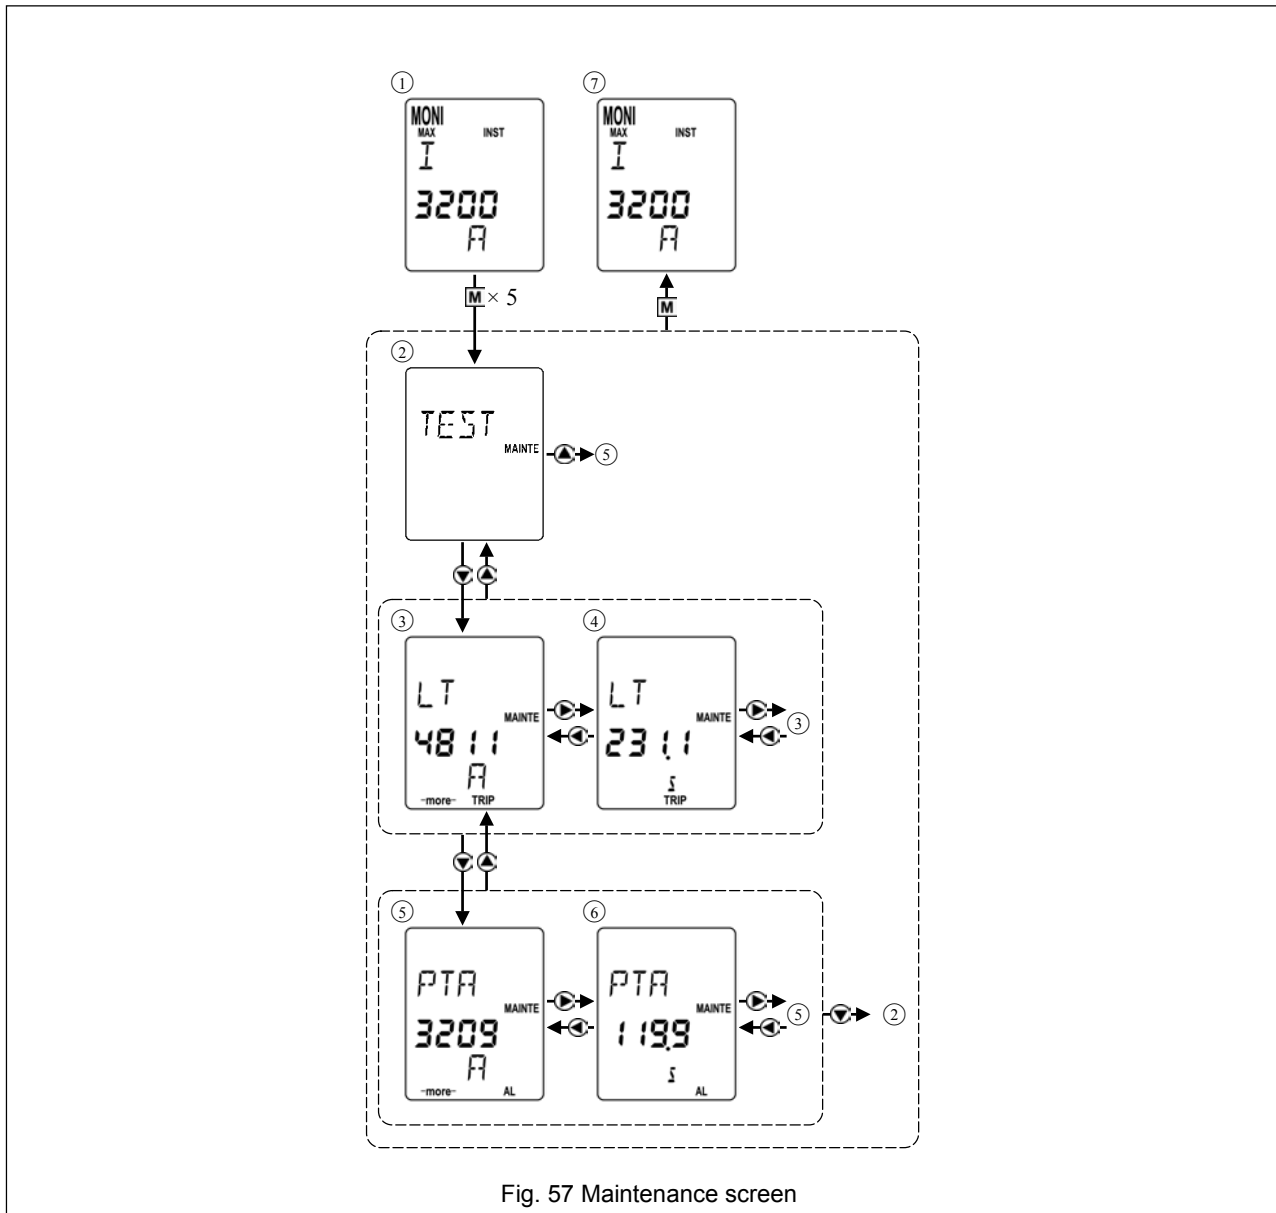 ① ⑦
MONI
MAX INST
I
3200
A
MONI
MAX INST
I
3200
A
M × 5
M
②
TEST
MAINTE
⑤
③ ④
LT
MAINTE
4811
A
-more- TRIP
LT
MAINTE
231.1
s
TRIP
③
⑤ ⑥
PTA
MAINTE
3209
A
-more- AL
PTA
MAINTE
119.9
s
AL
⑤
②
Fig. 57 Maintenance screen